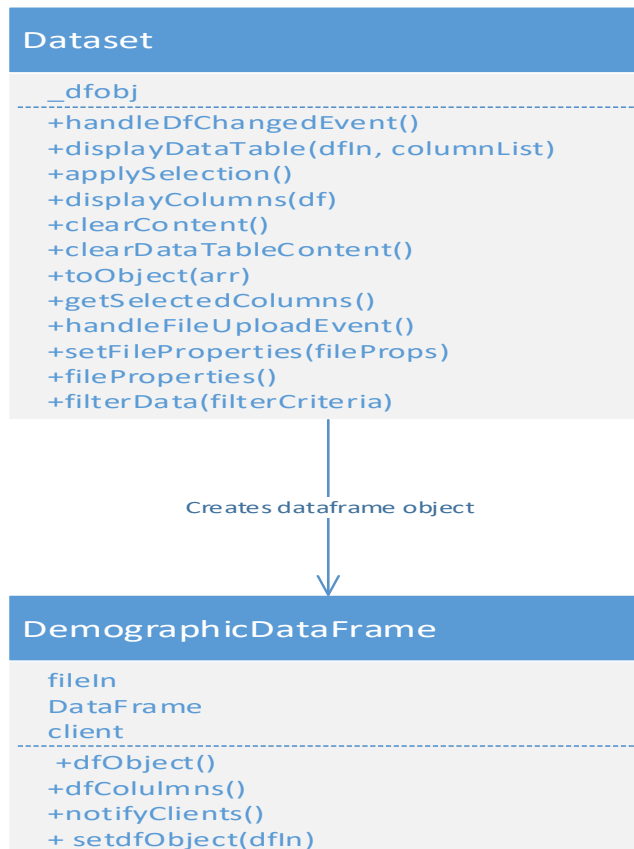 Dataset
_dfobj
+handleDfChangedEvent()
+displayDataTable(dfIn, columnList)
+applySelection()
+displayColumns(df)
+clearContent()
+clearDataTableContent()
+toObject(arr)
+getSelectedColumns()
+handleFileUploadEvent()
+setFileProperties(fileProps)
+fileProperties()
+filterData(filterCriteria)
Creates dataframe object
DemographicDataFrame
fileIn
DataFrame
client
+dfObject()
+dfColulmns()
+notifyClients()
+ setdfObject(dfIn)